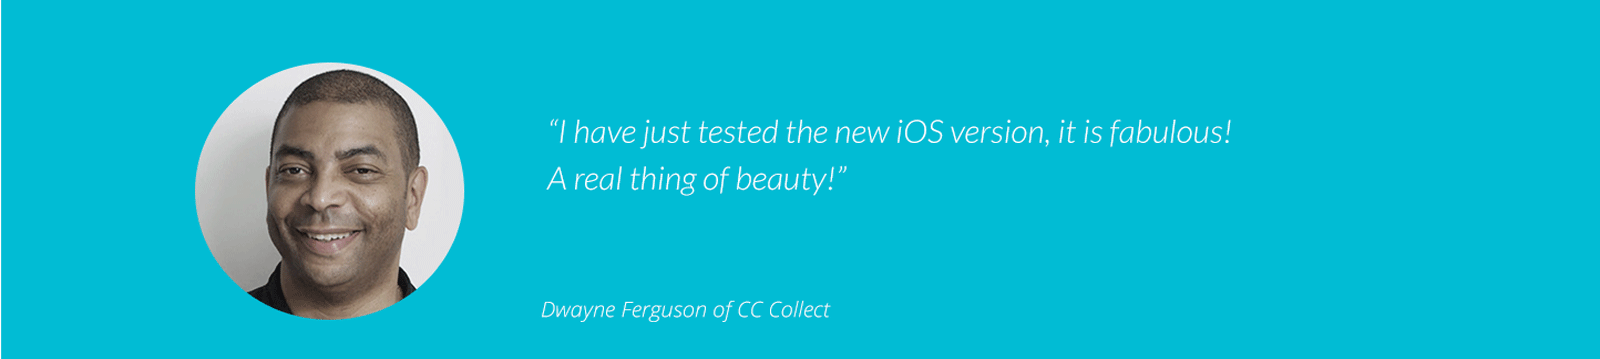 “I have just tested the new iOS version, it is fabulous!
A real thing of beauty!”
Dwayne Ferguson of CC Collect